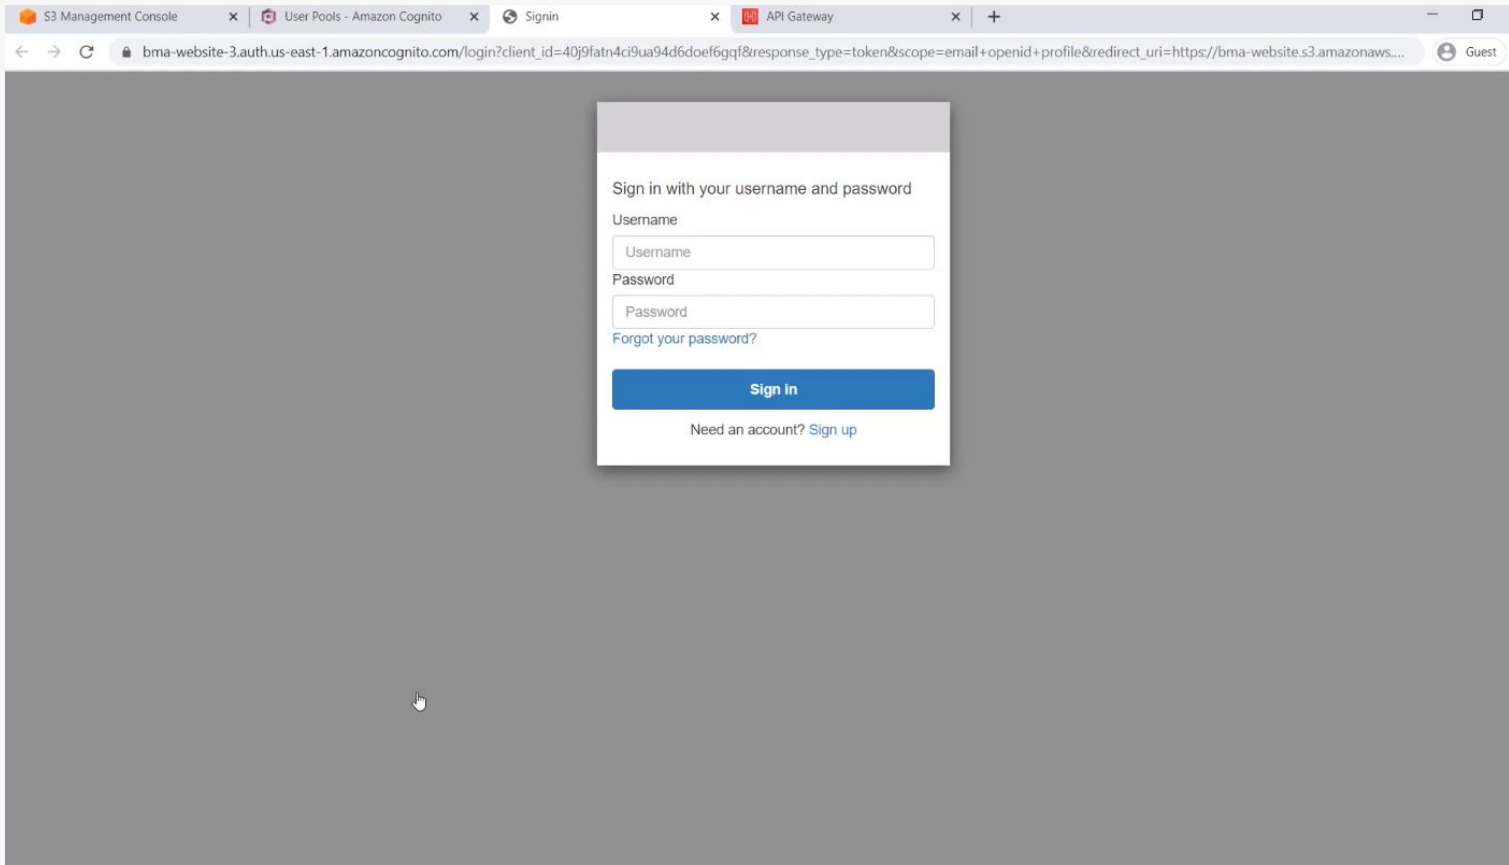 S3 Management Console
User Pools - Amazon Cognito
Signin
API Gateway
bma-website-3.auth.us-east-1.amazoncognito.com/login?client_id=40j9fatn4ci9ua94d6doef6gqf&response_type=token&scope=email+openid+profile&redirect_uri=https://bma-website.s3.amazonaws....
Guest
Sign in with your username and password
Username
Username
Password
Password
Forgot your password?
Sign in
Need an account? Sign up